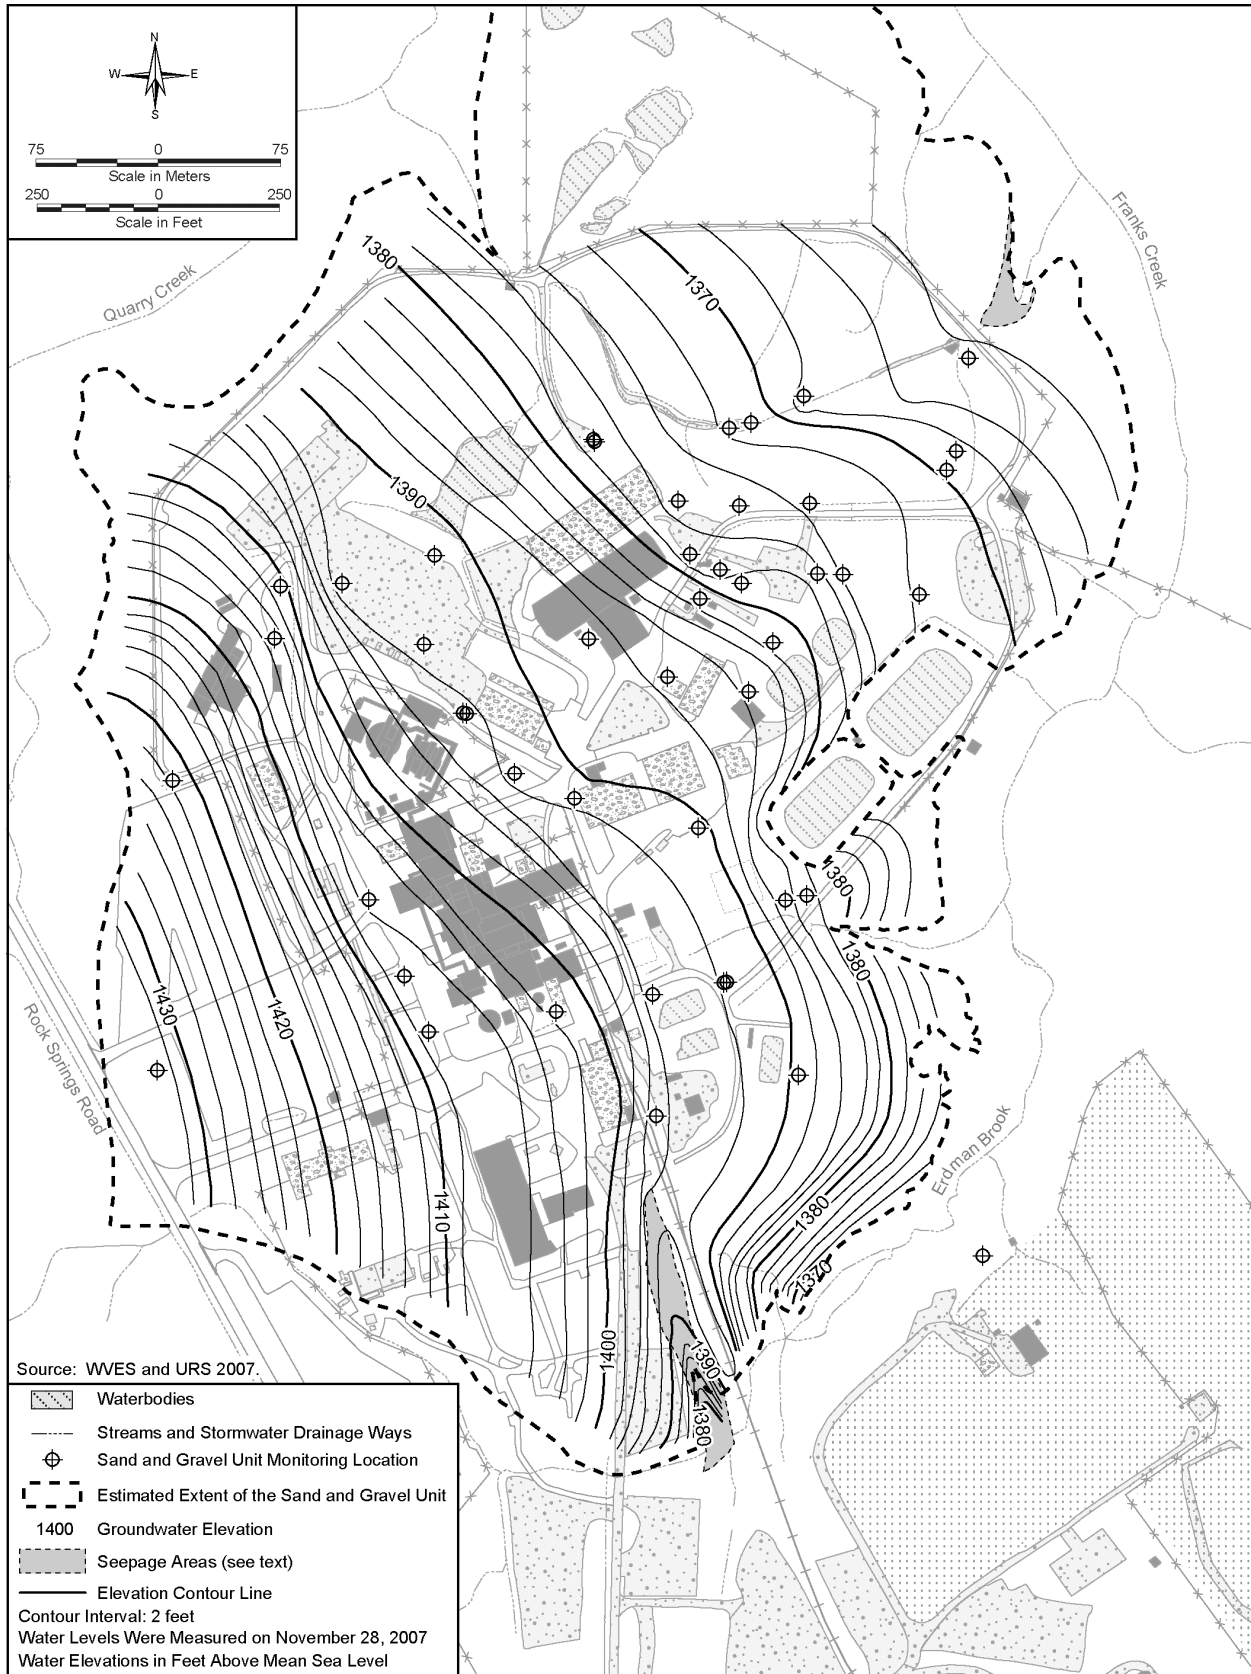 N
W E
S
75 0 75
Scale in Meters
250 0 250
Scale in Feet
Quarry Creek
Franks Creek
1380
1370
1390
1380
1380
1430
1420
Rock Springs Road
Erdman Brook
1410
1380
1370
1400
1390
1380
Source: WVES and URS 2007.
Waterbodies
Streams and Stormwater Drainage Ways
Sand and Gravel Unit Monitoring Location
Estimated Extent of the Sand and Gravel Unit
1400 Groundwater Elevation
Seepage Areas (see text)
Elevation Contour Line
Contour Interval: 2 feet
Water Levels Were Measured on November 28, 2007
Water Elevations in Feet Above Mean Sea Level